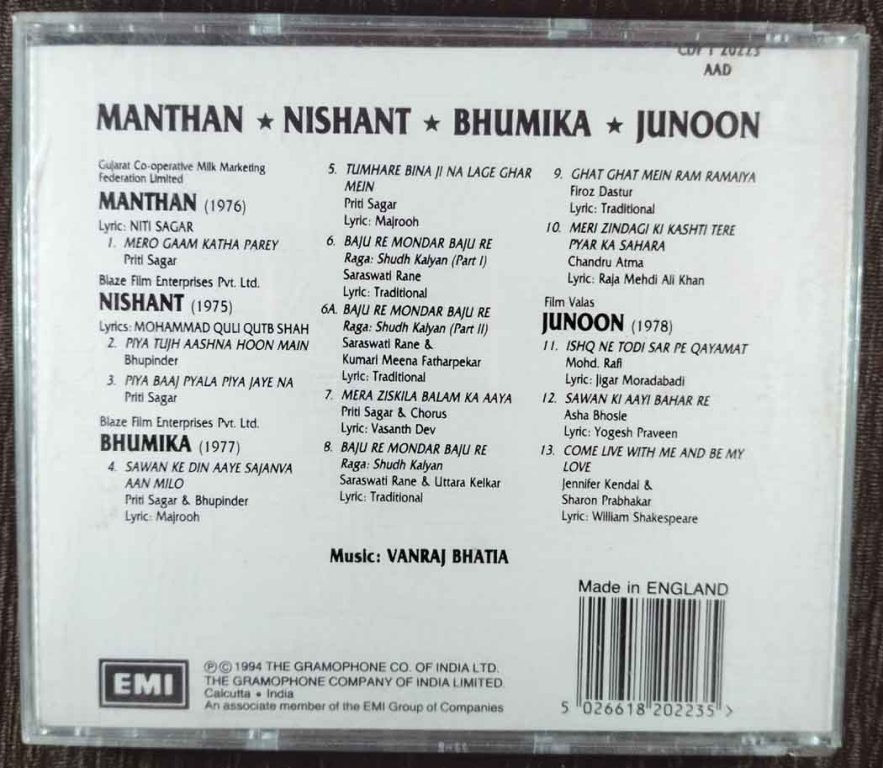 CDF 1 20223
AAD
MANTHAN ★ NISHANT ★ BHUMIKA ★ JUNOON
Gujarat Co-operative Milk Marketing
Federation Limited
MANTHAN (1976)
Lyric: NITI SAGAR
1. MERO GAAM KATHA PAREY
Priti Sagar
Blaze Film Enterprises Pvt. Ltd.
NISHANT (1975)
Lyrics: MOHAMMAD QULI QUTB SHAH
2. PIYA TUJH AASHNA HOON MAIN
Bhupinder
3. PIYA BAAJ PYALA PIYA JAYE NA
Priti Sagar
Blaze Film Enterprises Pvt. Ltd.
BHUMIKA (1977)
4. SAWAN KE DIN AAYE SAJANVA
AAN MILO
Priti Sagar & Bhupinder
Lyric: Majrooh
5. TUMHARE BINA JI NA LAGE GHAR
MEIN
Priti Sagar
Lyric: Majrooh
6. BAJU RE MONDAR BAJU RE
Raga: Shudh Kalyan (Part I)
Saraswati Rane
Lyric: Traditional
6A. BAJU RE MONDAR BAJU RE
Raga: Shudh Kalyan (Part II)
Saraswati Rane &
Kumari Meena Fatharpekar
Lyric: Traditional
7. MERA ZISKILA BALAM KA AAYA
Priti Sagar & Chorus
Lyric: Vasanth Dev
8. BAJU RE MONDAR BAJU RE
Raga: Shudh Kalyan
Saraswati Rane & Uttara Kelkar
Lyric: Traditional
9. GHAT GHAT MEIN RAM RAMAIYA
Firoz Dastur
Lyric: Traditional
10. MERI ZINDAGI KI KASHTI TERE
PYAR KA SAHARA
Chandru Atma
Lyric: Raja Mehdi Ali Khan
Film Valas
JUNOON (1978)
11. ISHQ NE TODI SAR PE QAYAMAT
Mohd. Rafi
Lyric: Jigar Moradabadi
12. SAWAN KI AAYI BAHAR RE
Asha Bhosle
Lyric: Yogesh Praveen
13. COME LIVE WITH ME AND BE MY
LOVE
Jennifer Kendal &
Sharon Prabhakar
Lyric: William Shakespeare
Music: VANRAJ BHATIA
Made in ENGLAND
5 026618 202235 >
EMI
℗ © 1994 THE GRAMOPHONE CO. OF INDIA LTD.
THE GRAMOPHONE COMPANY OF INDIA LIMITED
Calcutta • India
An associate member of the EMI Group of Companies